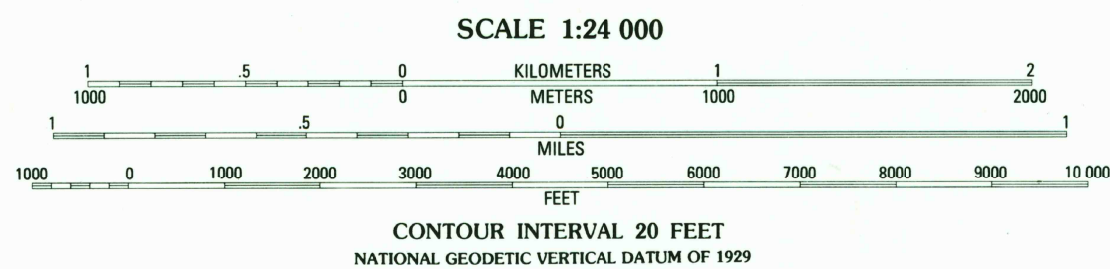 SCALE 1:24 000
1 .5 0 KILOMETERS 1 2
1000 0 METERS 1000 2000
1 .5 0 1
MILES
1000 0 1000 2000 3000 4000 5000 6000 7000 8000 9000 10 000
FEET
CONTOUR INTERVAL 20 FEET
NATIONAL GEODETIC VERTICAL DATUM OF 1929